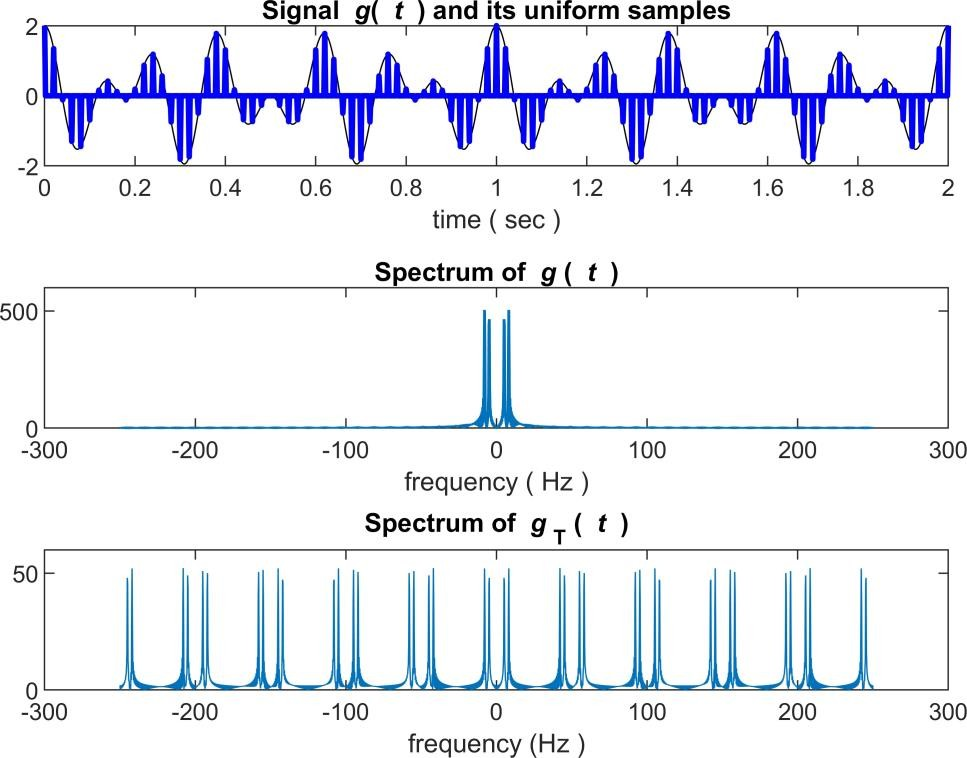 Signal g( t ) and its uniform samples
2
0
-2
0 0.2 0.4 0.6 0.8 1 1.2 1.4 1.6 1.8 2
time ( sec )
Spectrum of g ( t )
500
0
-300 -200 -100 0 100 200 300
frequency ( Hz )
Spectrum of g T ( t )
50
0
-300 -200 -100 0 100 200 300
frequency (Hz )